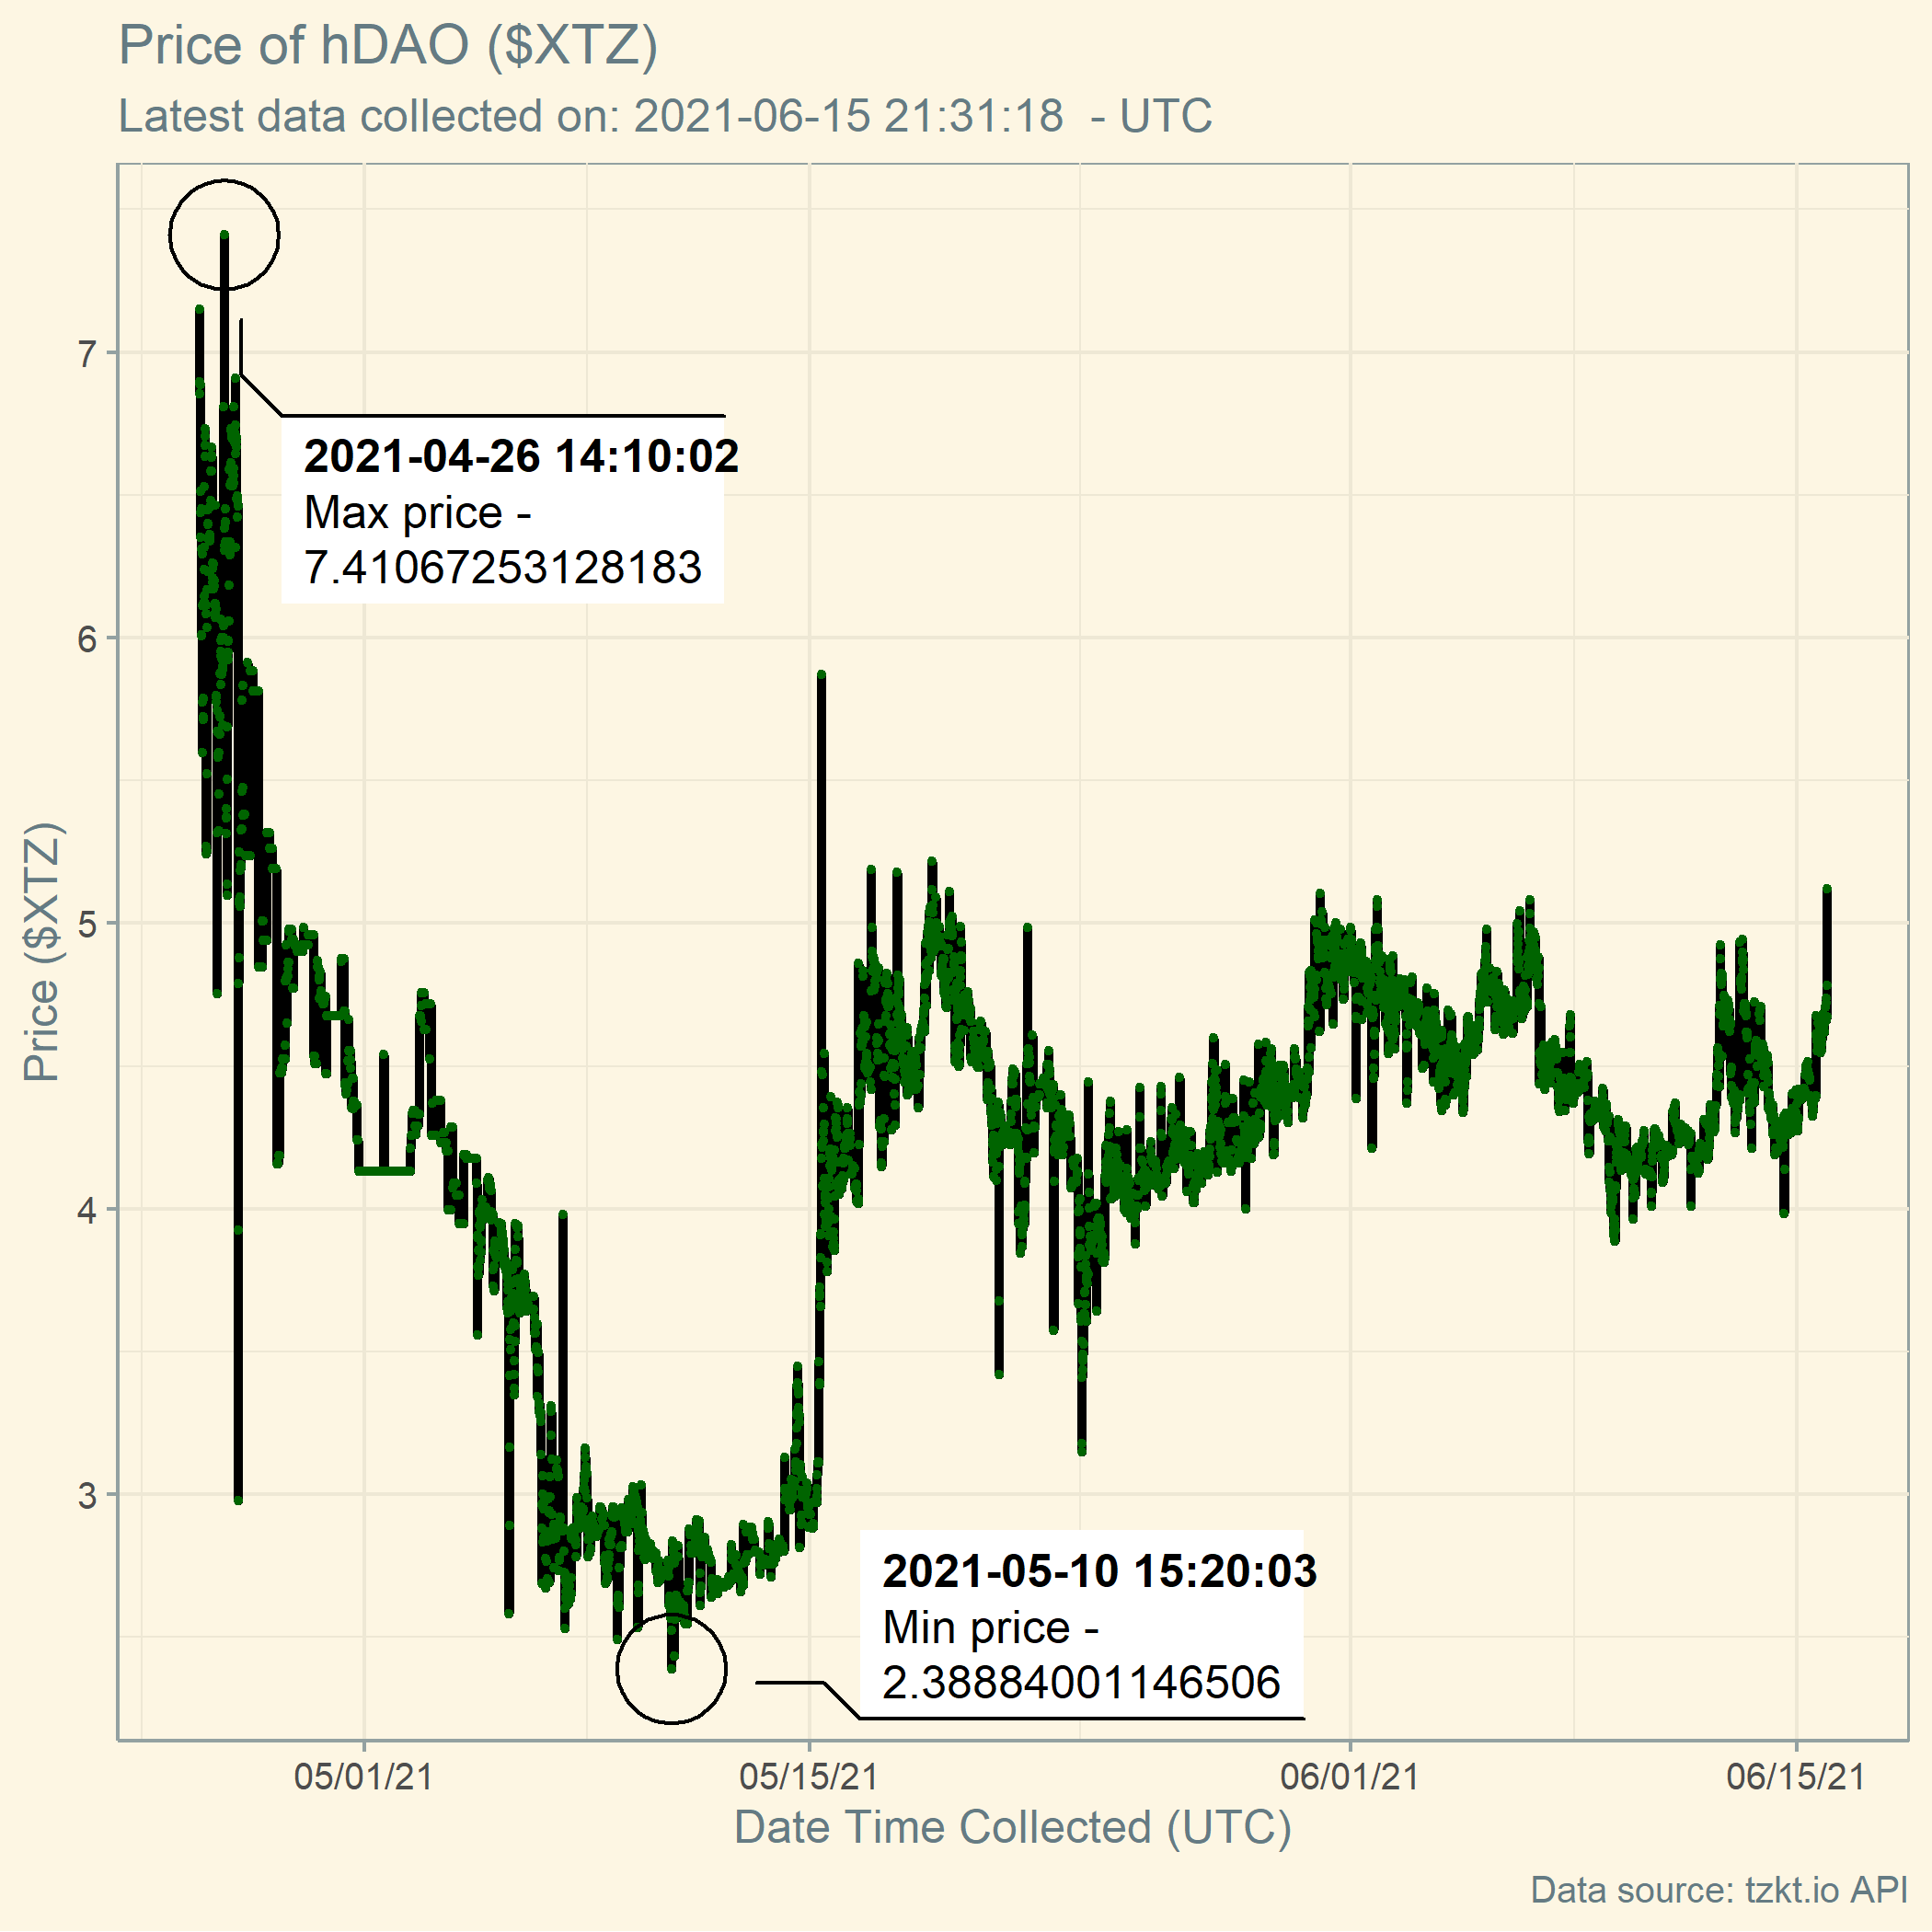 Price of hDAO ($XTZ)
Latest data collected on: 2021-06-15 21:31:18  - UTC
Price ($XTZ)
7
6
5
4
3
2021-04-26 14:10:02
Max price -
7.41067253128183
2021-05-10 15:20:03
Min price -
2.38884001146506
05/01/21
05/15/21
06/01/21
06/15/21
Date Time Collected (UTC)
Data source: tzkt.io API